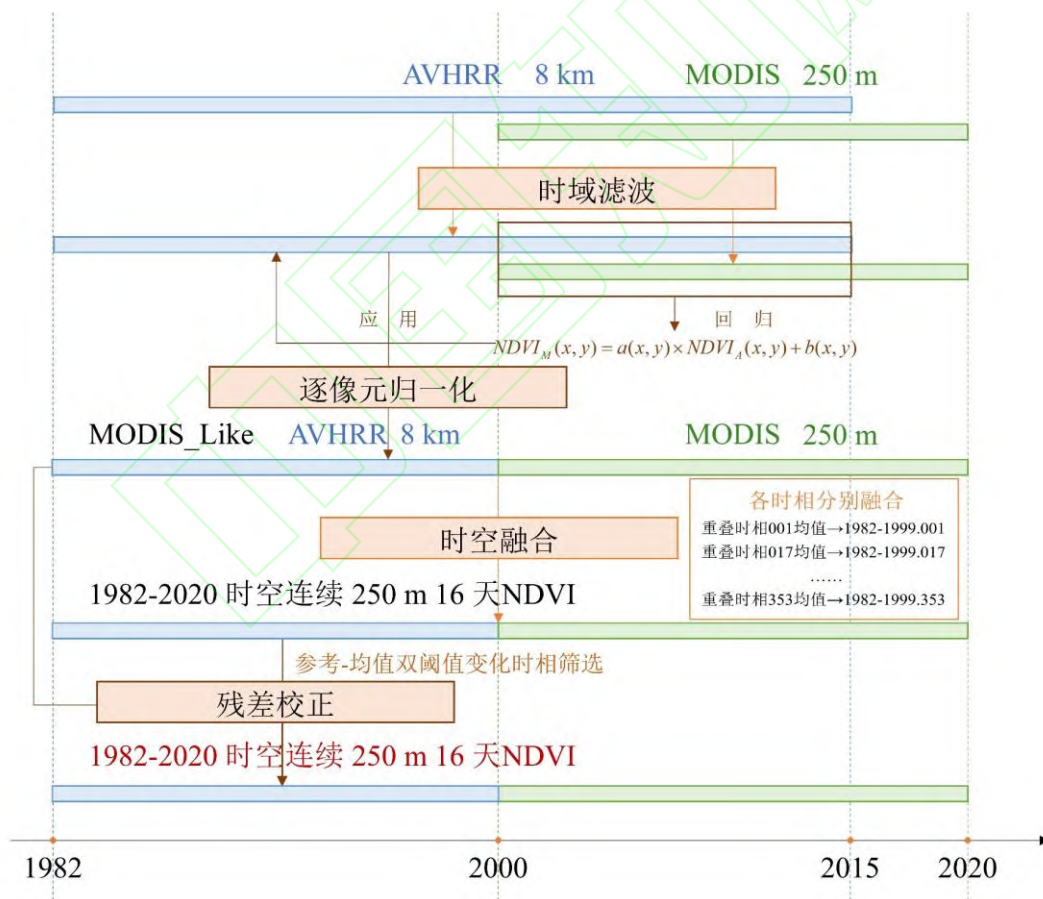 AVHRR 8 km MODIS 250 m
时域滤波
应 用 回 归
NDVI_M(x, y) = a(x, y) × NDVI_A(x, y) + b(x, y)
逐像元归一化
MODIS_Like AVHRR 8 km MODIS 250 m
各时相分别融合
重叠时相001均值→1982-1999.001
重叠时相017均值→1982-1999.017
……
重叠时相353均值→1982-1999.353
时空融合
1982-2020 时空连续 250 m 16 天NDVI
参考-均值双阈值变化时相筛选
残差校正
1982-2020 时空连续 250 m 16 天NDVI
1982 2000 2015 2020